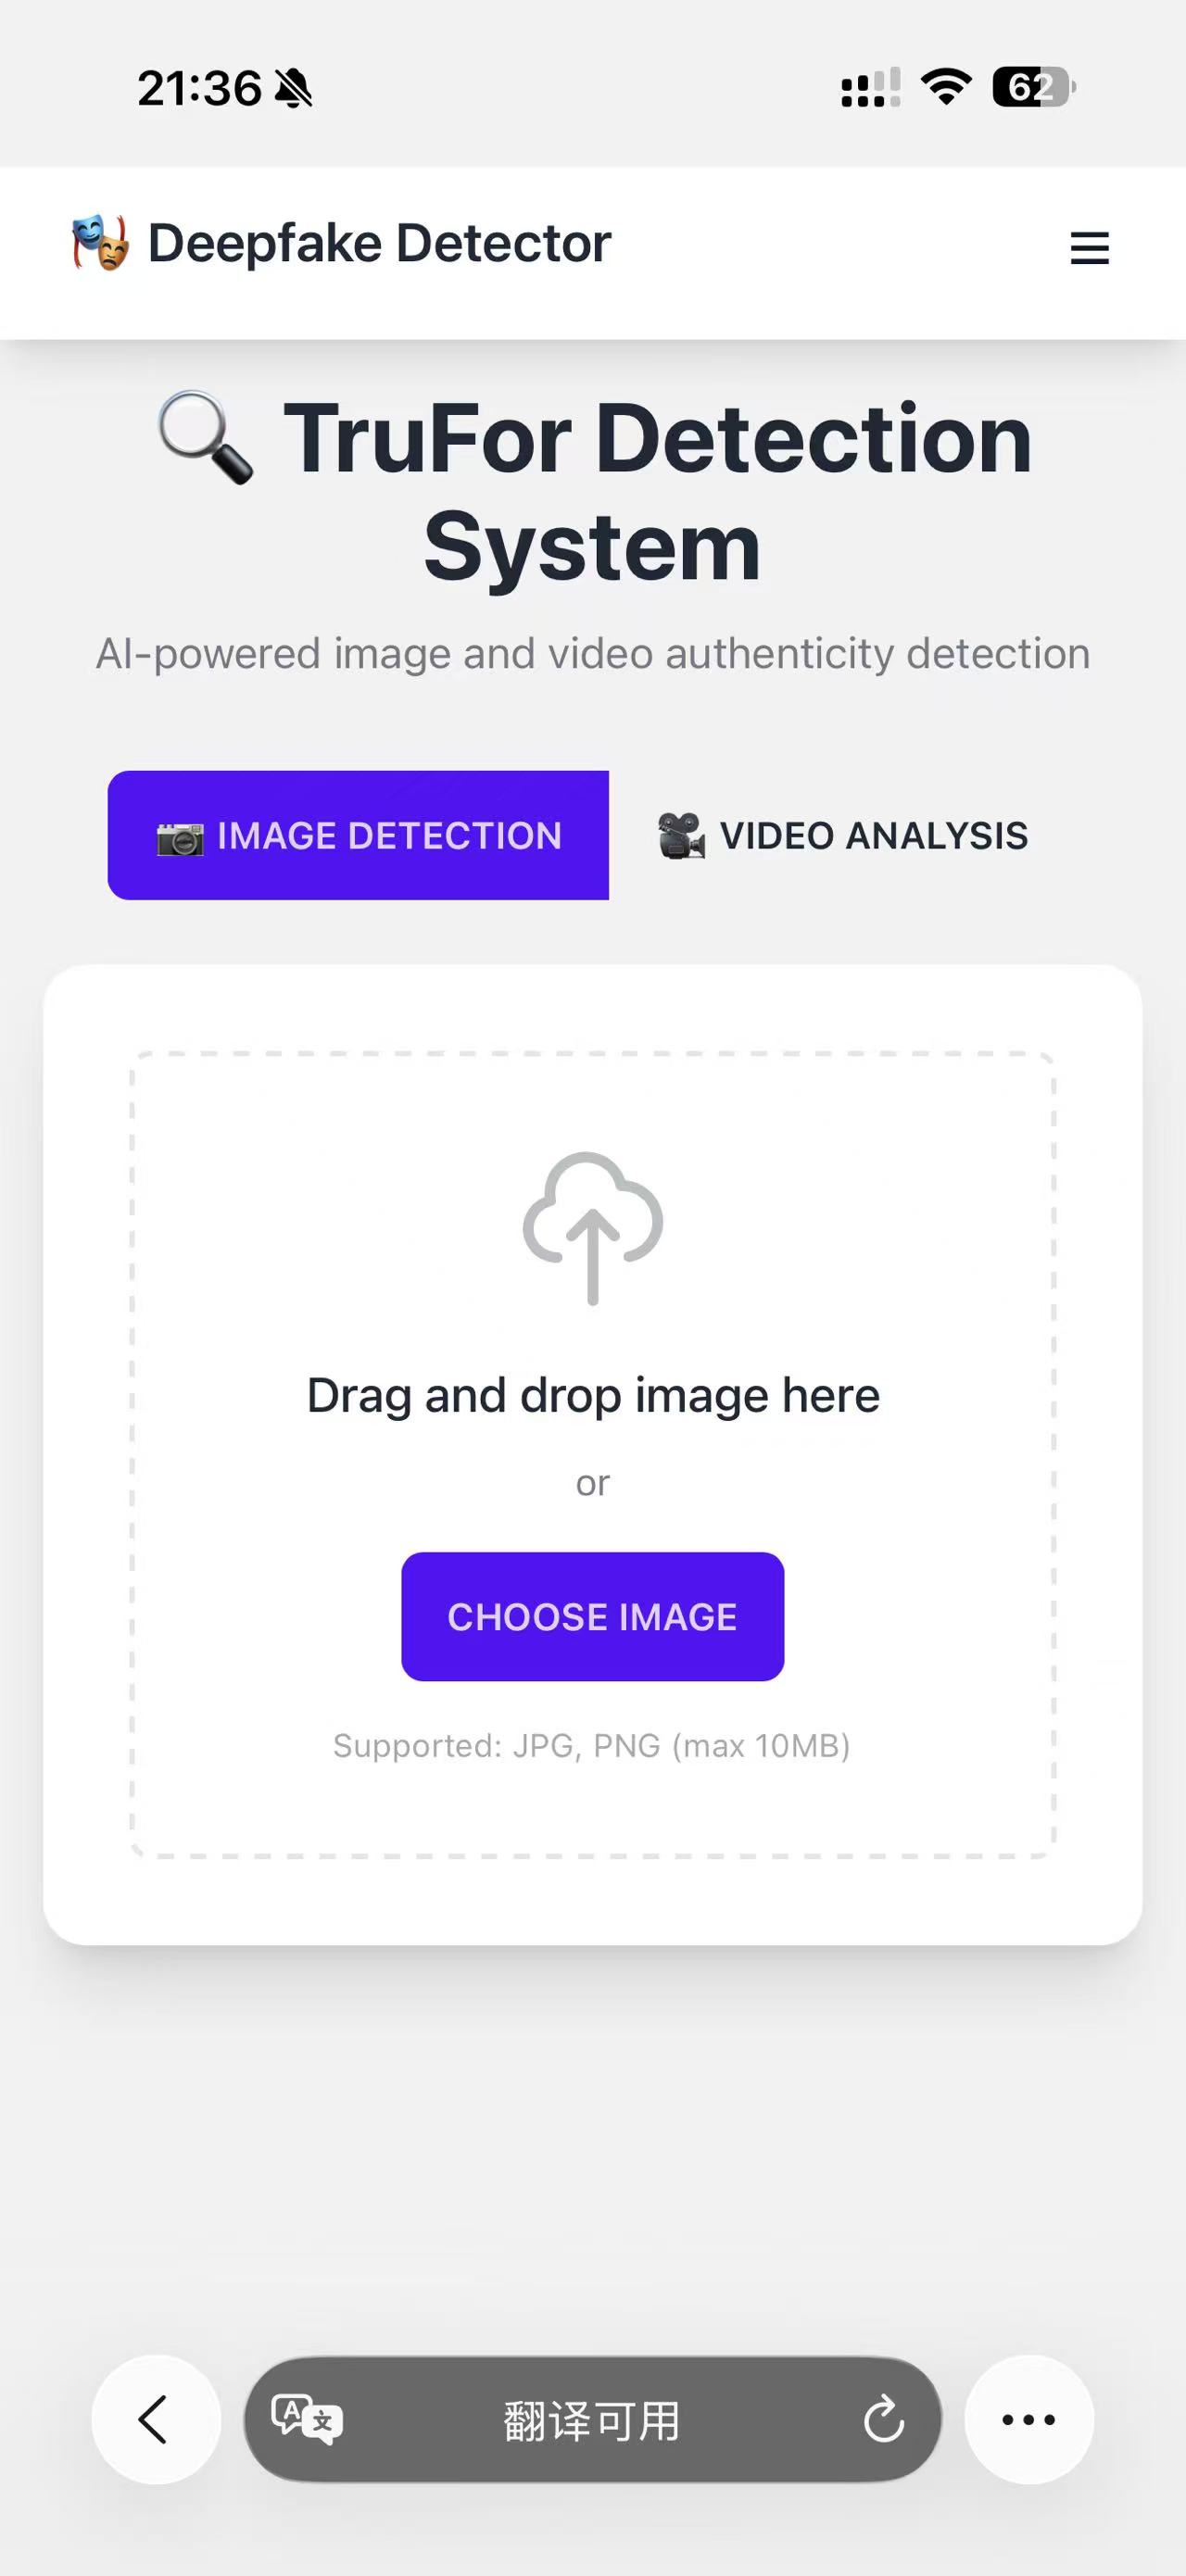 21:36
62
Deepfake Detector
TruFor Detection
System
AI-powered image and video authenticity detection
IMAGE DETECTION
VIDEO ANALYSIS
Drag and drop image here
or
CHOOSE IMAGE
Supported: JPG, PNG (max 10MB)
A 文
翻译可用